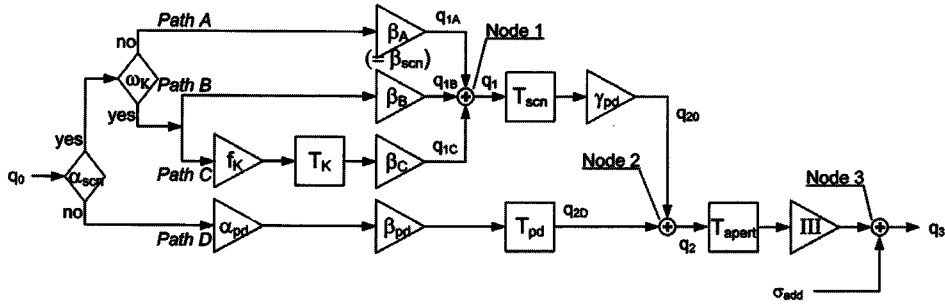 Path A
q1A
Node 1
no
βA
(= βscn)
ωK
Path B
q1B
q1
βB
Tscn
γpd
yes
q20
yes
fK
TK
βC
q1C
Node 2
Node 3
q0
αscn
Path C
no
Path D
αpd
βpd
Tpd
q2D
q2
Tapert
III
q3
σadd